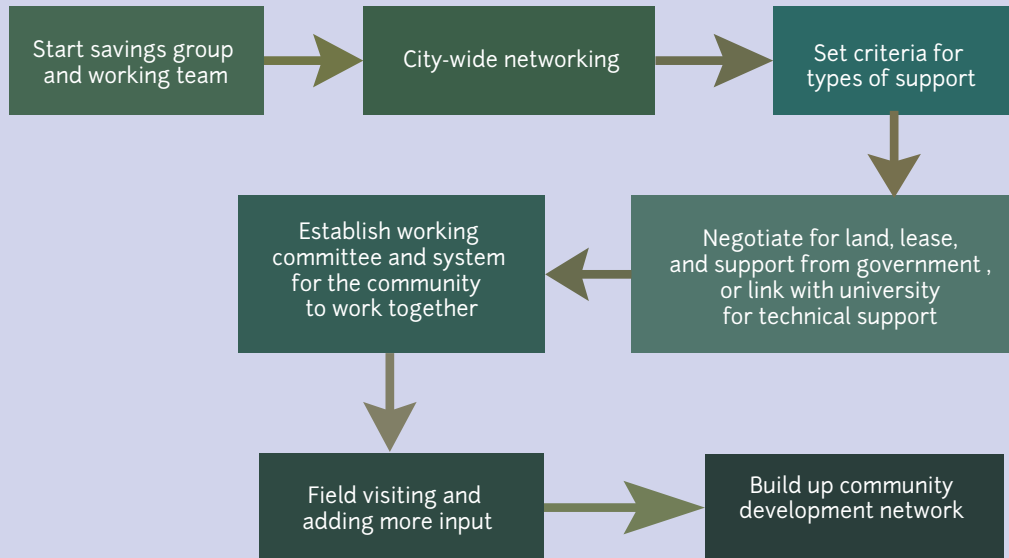 Start savings group
and working team
City-wide networking
Set criteria for
types of support
Negotiate for land, lease,
and support from government ,
or link with university
for technical support
Establish working
committee and system
for the community
to work together
Field visiting and
adding more input
Build up community
development network